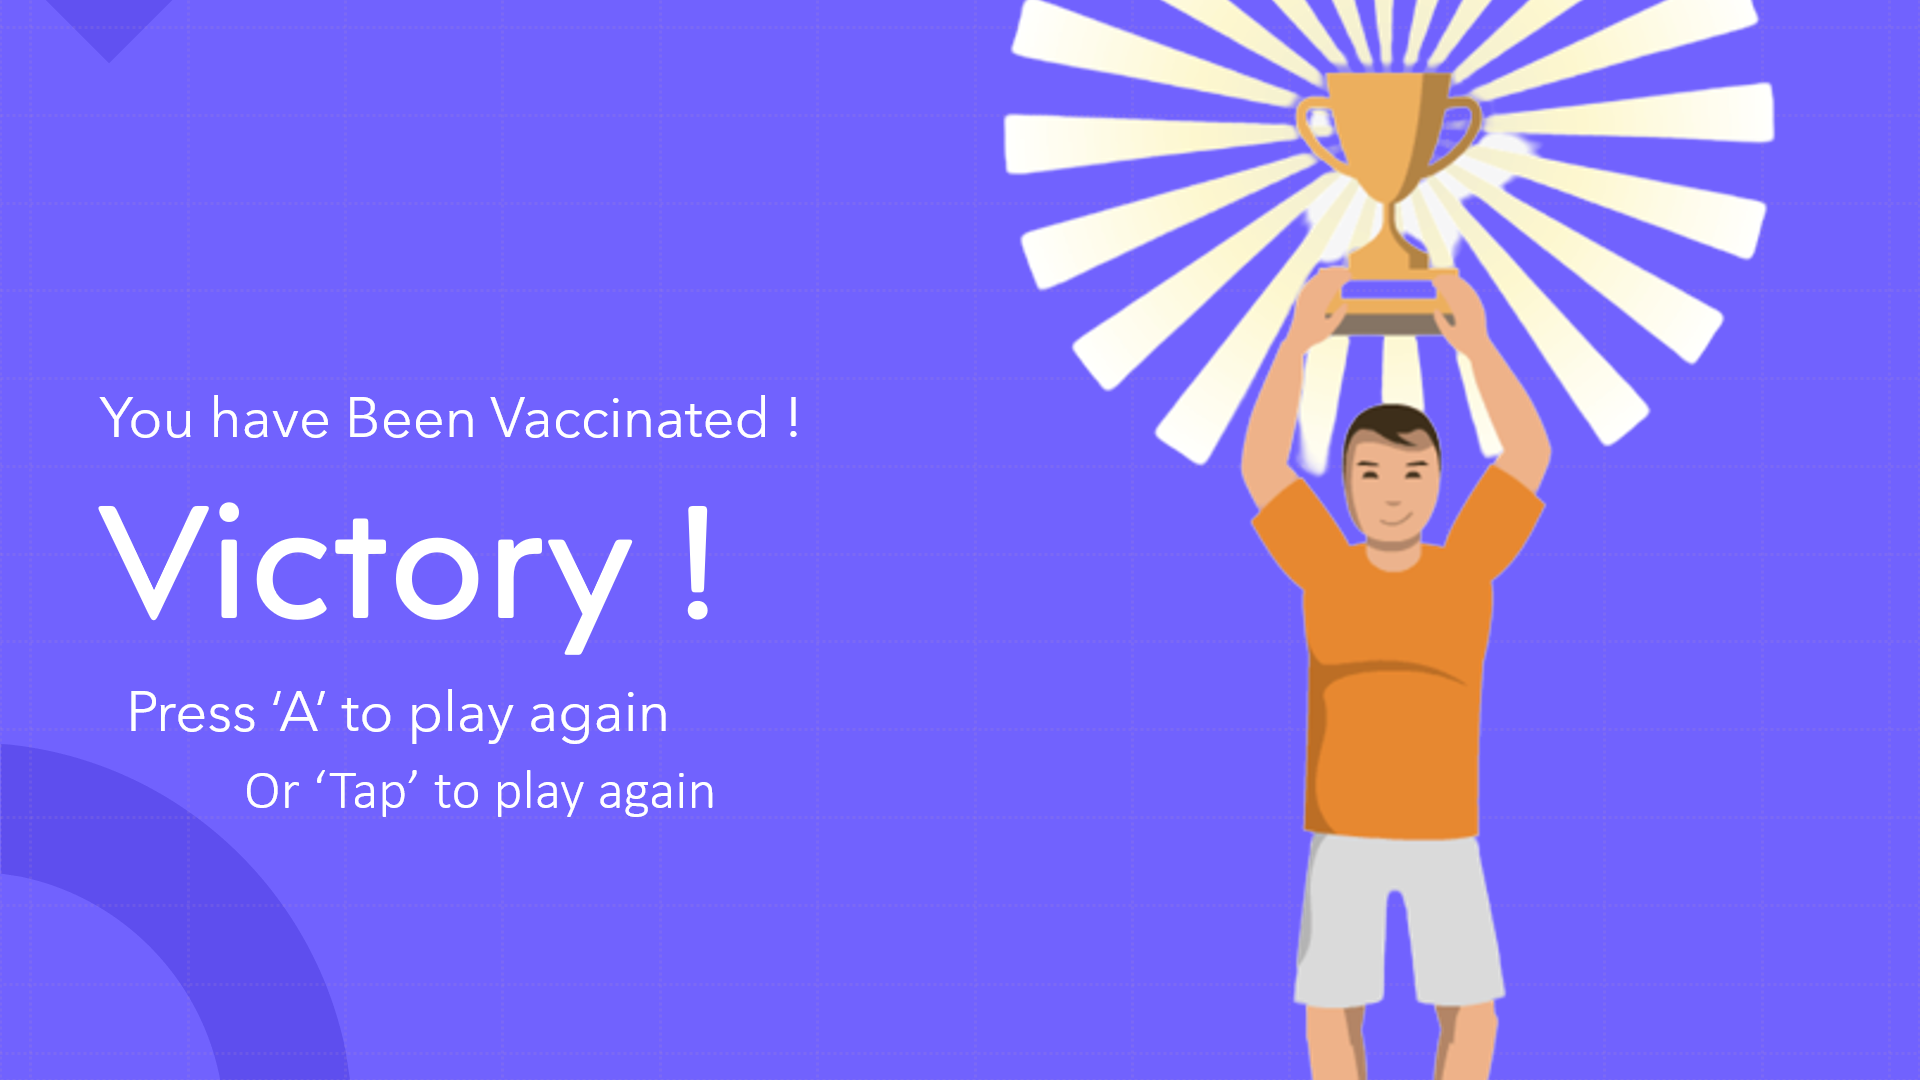 You have Been Vaccinated !
Victory !
Press ‘A’ to play again
Or ‘Tap’ to play again